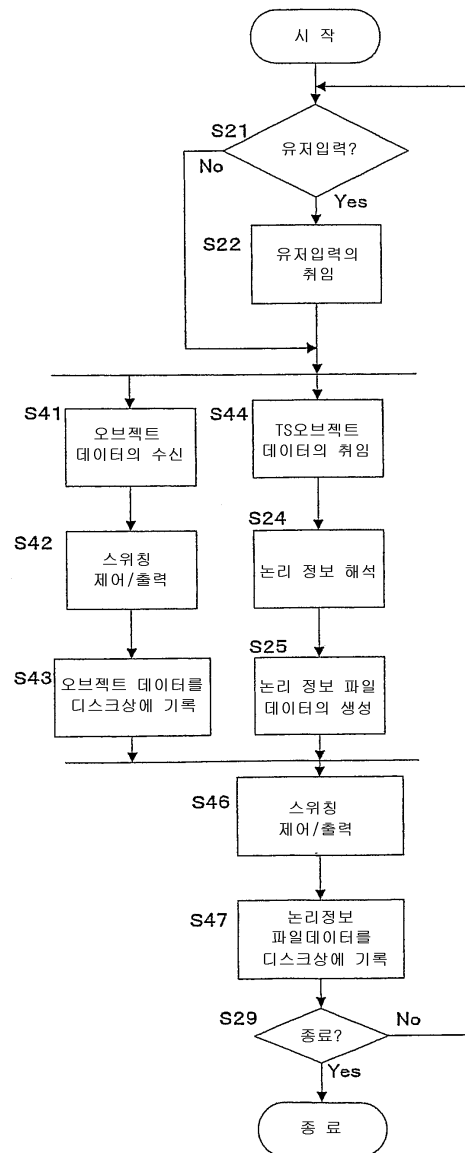 시 작
S21
유저입력?
No
Yes
S22
유저입력의
취임
S41
오브젝트
데이터의 수신
S44
TS오브젝트
데이터의 취임
S42
스위칭
제어/출력
S24
논리 정보 해석
S43
오브젝트 데이터를
디스크상에 기록
S25
논리 정보 파일
데이터의 생성
S46
스위칭
제어/출력
S47
논리정보
파일데이터를
디스크상에 기록
S29
종료?
No
Yes
종 료